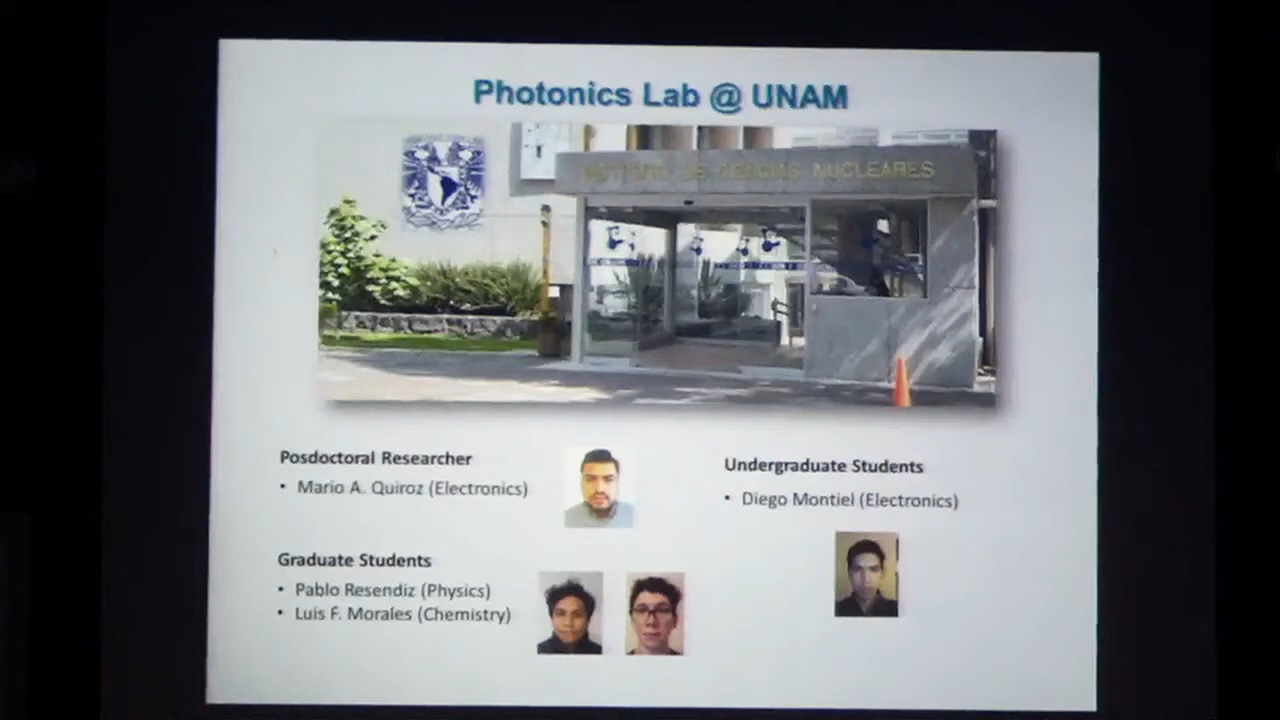 Photonics Lab @ UNAM
INSTITUTO DE CIENCIAS NUCLEARES
Posdoctoral Researcher
• Mario A. Quiroz (Electronics)
Graduate Students
• Pablo Resendiz (Physics)
• Luis F. Morales (Chemistry)
Undergraduate Students
• Diego Montiel (Electronics)